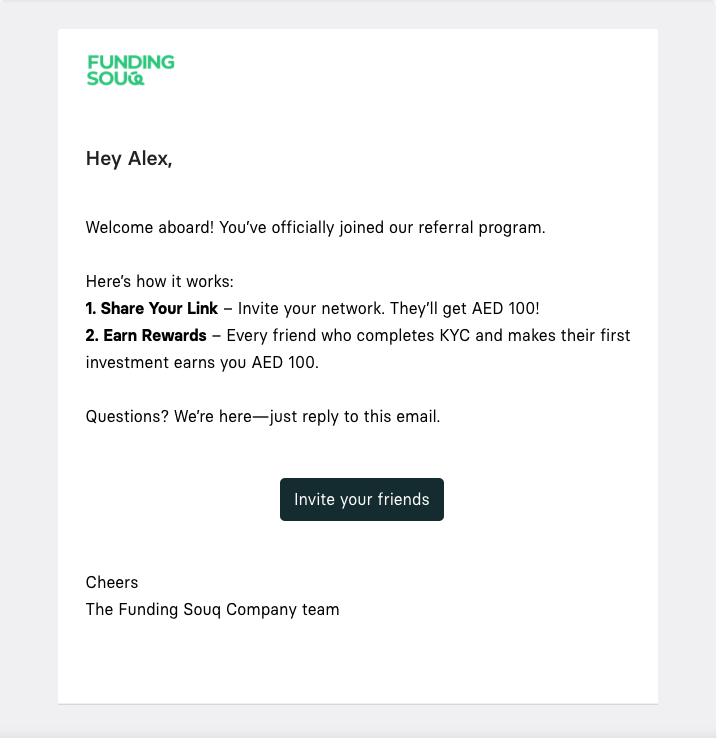 FUNDING
SOUQ
Hey Alex,
Welcome aboard! You’ve officially joined our referral program.
Here’s how it works:
1. Share Your Link – Invite your network. They’ll get AED 100!
2. Earn Rewards – Every friend who completes KYC and makes their first
investment earns you AED 100.
Questions? We’re here—just reply to this email.
Invite your friends
Cheers
The Funding Souq Company team